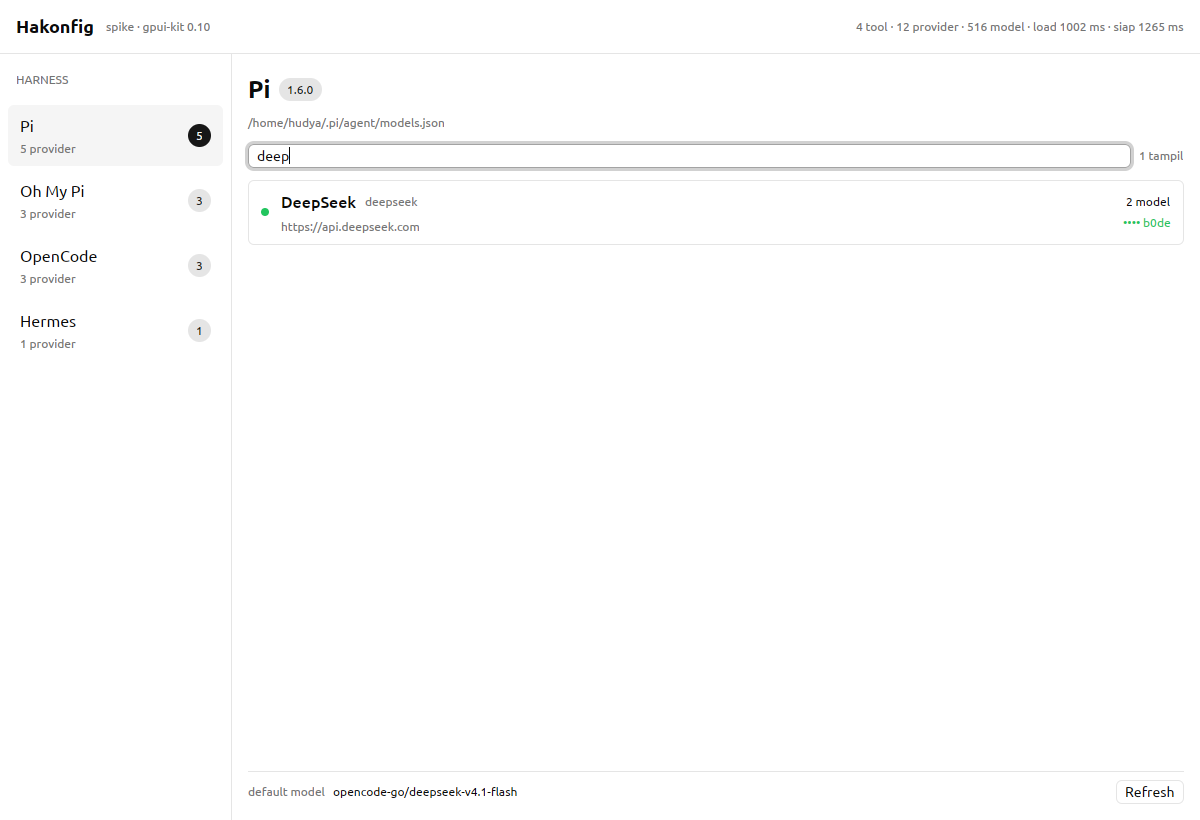 Hakonfig spike · gpui-kit 0.10
4 tool · 12 provider · 516 model · load 1002 ms · siap 1265 ms
HARNESS
Pi
5 provider
5
Oh My Pi
3 provider
3
OpenCode
3 provider
3
Hermes
1 provider
1
Pi 1.6.0
/home/hudya/.pi/agent/models.json
deep
1 tampil
DeepSeek deepseek
https://api.deepseek.com
2 model
•••• b0de
default model opencode-go/deepseek-v4.1-flash
Refresh